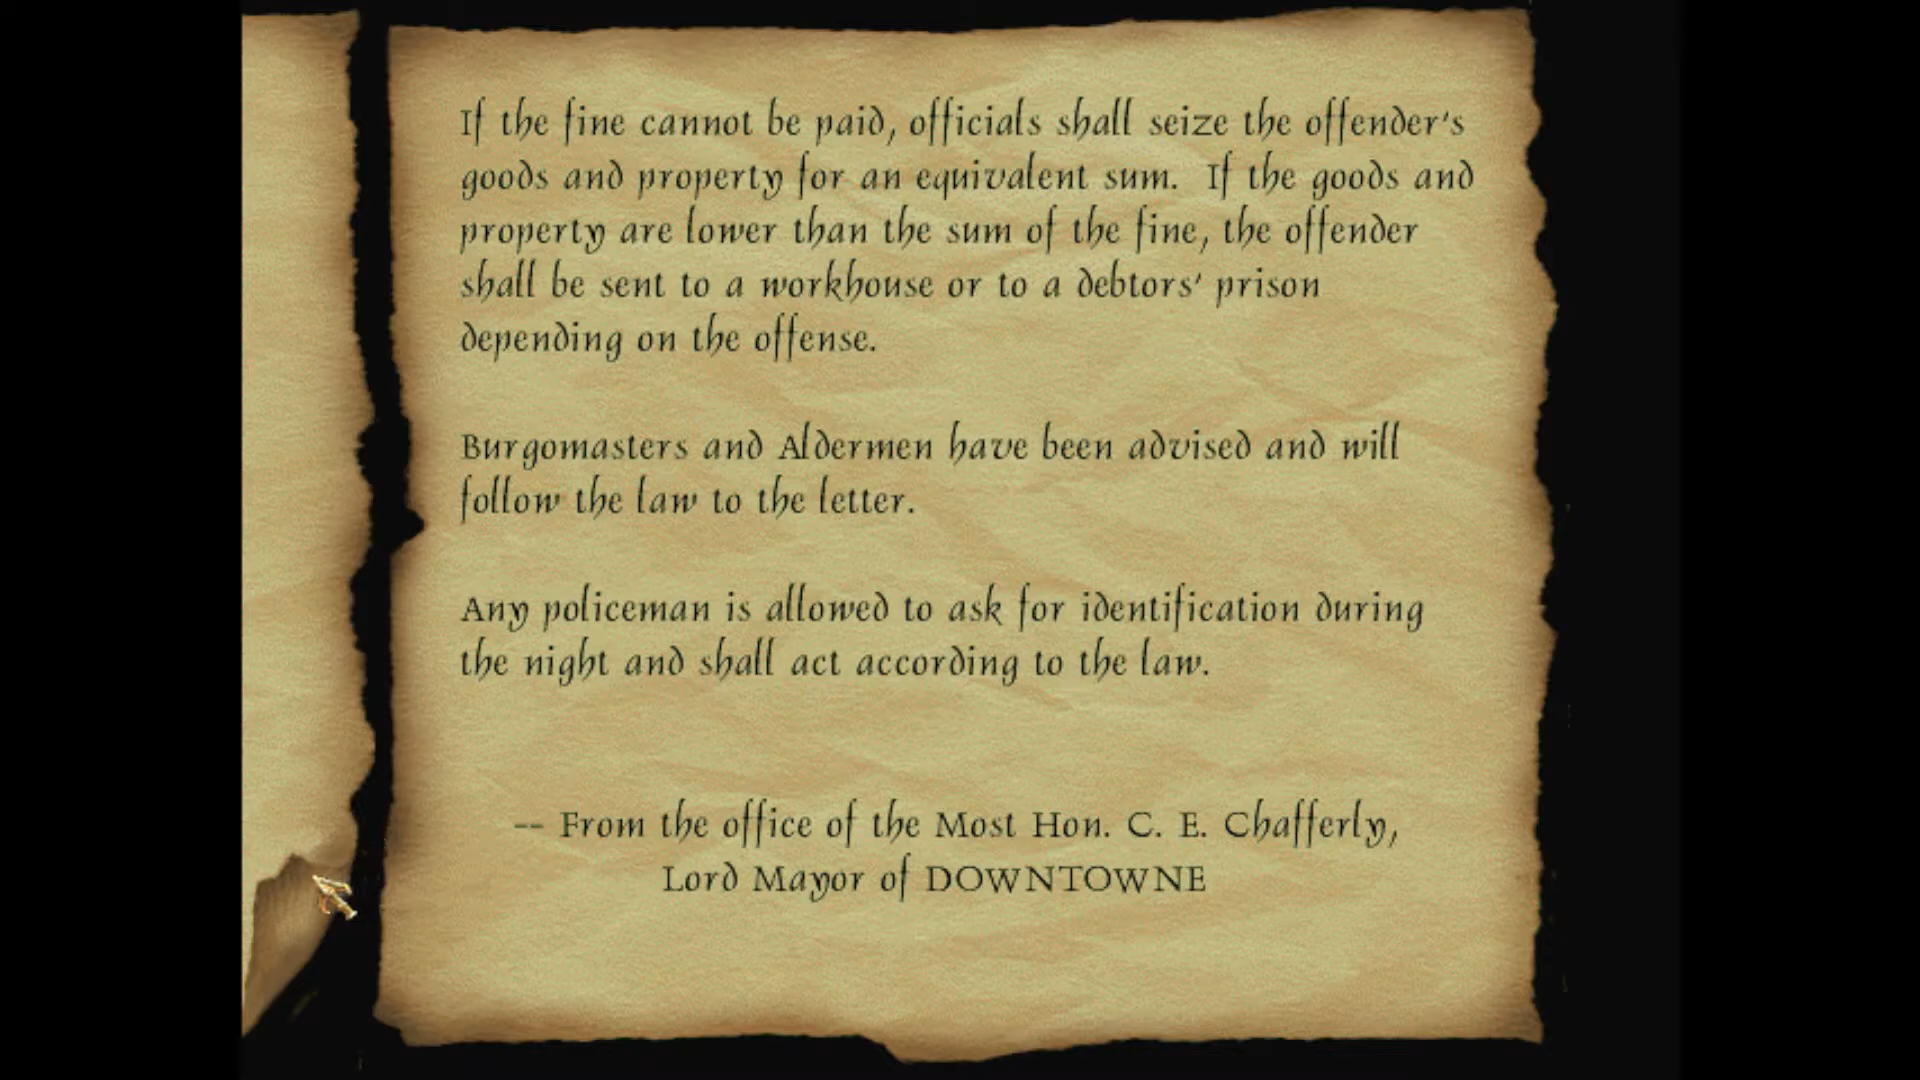 If the fine cannot be paid, officials shall seize the offender's
goods and property for an equivalent sum.  If the goods and
property are lower than the sum of the fine, the offender
shall be sent to a workhouse or to a debtors' prison
depending on the offense.
Burgomasters and Aldermen have been advised and will
follow the law to the letter.
Any policeman is allowed to ask for identification during
the night and shall act according to the law.
-- From the office of the Most Hon. C. E. Chafferly,
Lord Mayor of DOWNTOWNE